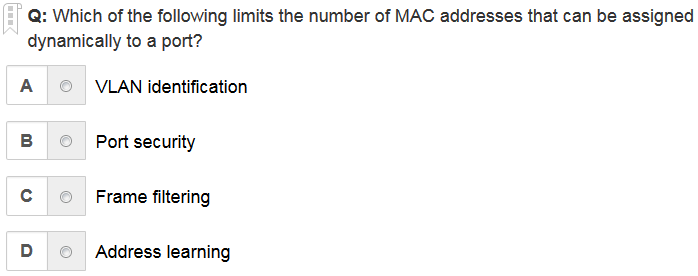 Q: Which of the following limits the number of MAC addresses that can be assigned
dynamically to a port?
A VLAN identification
B Port security
C Frame filtering
D Address learning